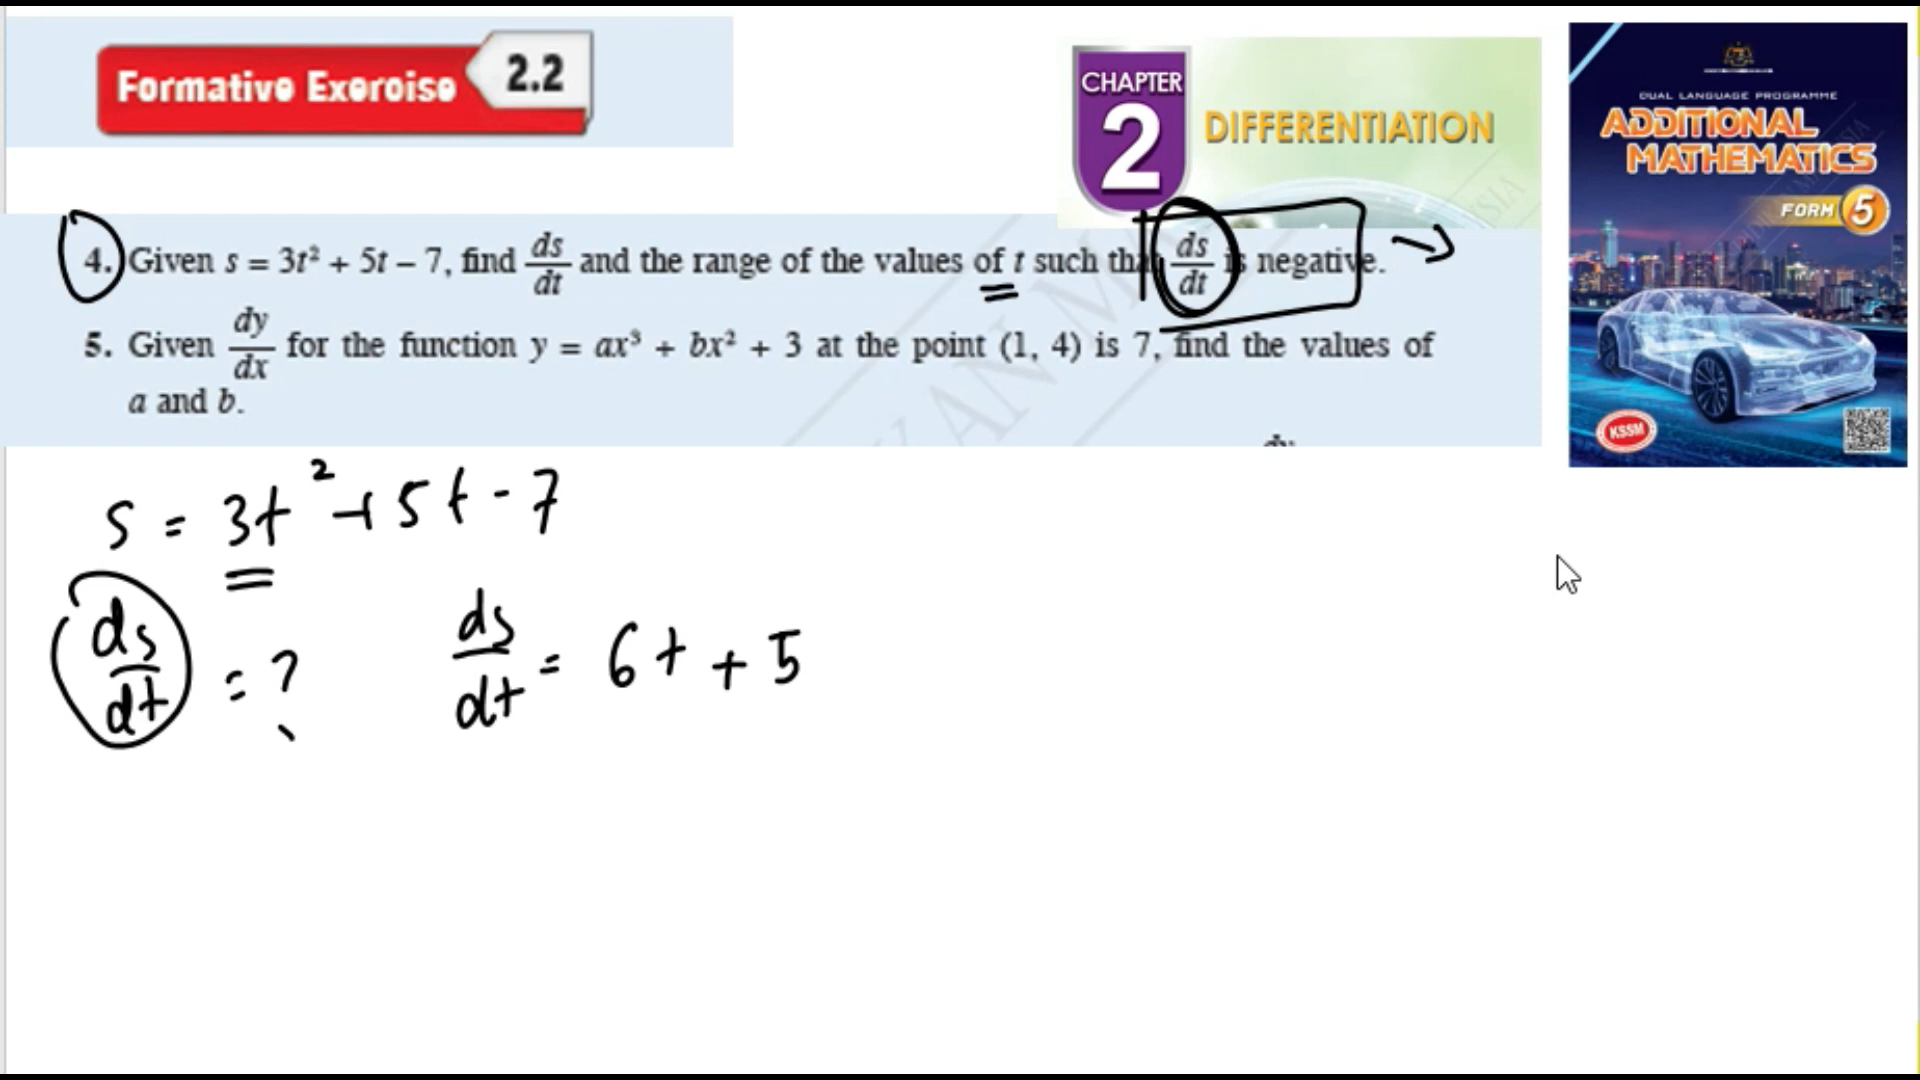 Formative Exercise 2.2
CHAPTER
2
DIFFERENTIATION
DUAL LANGUAGE PROGRAMME
ADDITIONAL
MATHEMATICS
FORM 5
KSSM
4. Given s = 3t² + 5t – 7, find ds/dt and the range of the values of t such tha ds/dt is negative.
5. Given dy/dx for the function y = ax³ + bx² + 3 at the point (1, 4) is 7, find the values of
a and b.
s = 3t² + 5t - 7
ds/dt = ?
ds/dt = 6t + 5